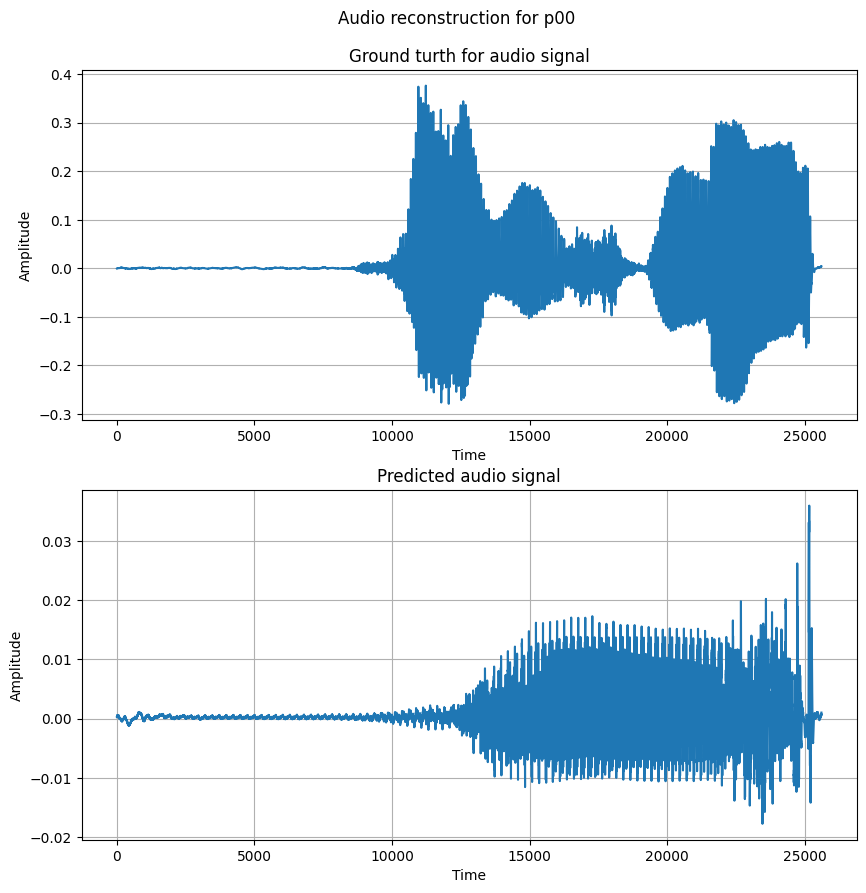 Audio reconstruction for p00
Ground turth for audio signal
0.4
0.3
0.2
0.1
0.0
−0.1
−0.2
−0.3
Amplitude
0 5000 10000 15000 20000 25000
Time
Predicted audio signal
0.03
0.02
0.01
0.00
−0.01
−0.02
Amplitude
0 5000 10000 15000 20000 25000
Time